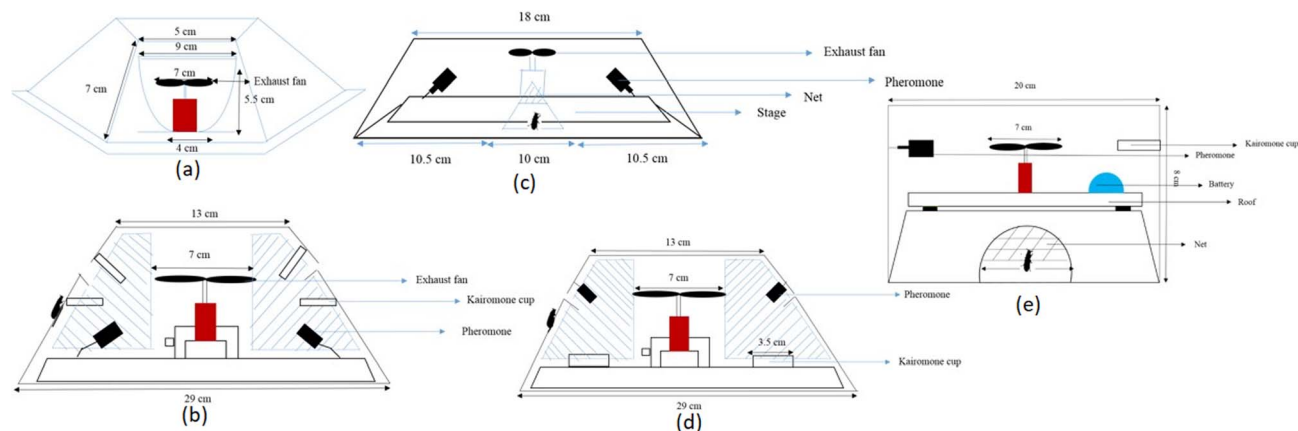 5 cm
9 cm
7 cm
Exhaust fan
7 cm
5.5 cm
4 cm
(a)
18 cm
Exhaust fan
Pheromone
Net
Stage
10.5 cm
10 cm
10.5 cm
(c)
20 cm
7 cm
Kairomone cup
Pheromone
8 cm
Battery
Roof
Net
(e)
13 cm
7 cm
Exhaust fan
Kairomone cup
Pheromone
29 cm
(b)
13 cm
7 cm
Pheromone
3.5 cm
Kairomone cup
29 cm
(d)